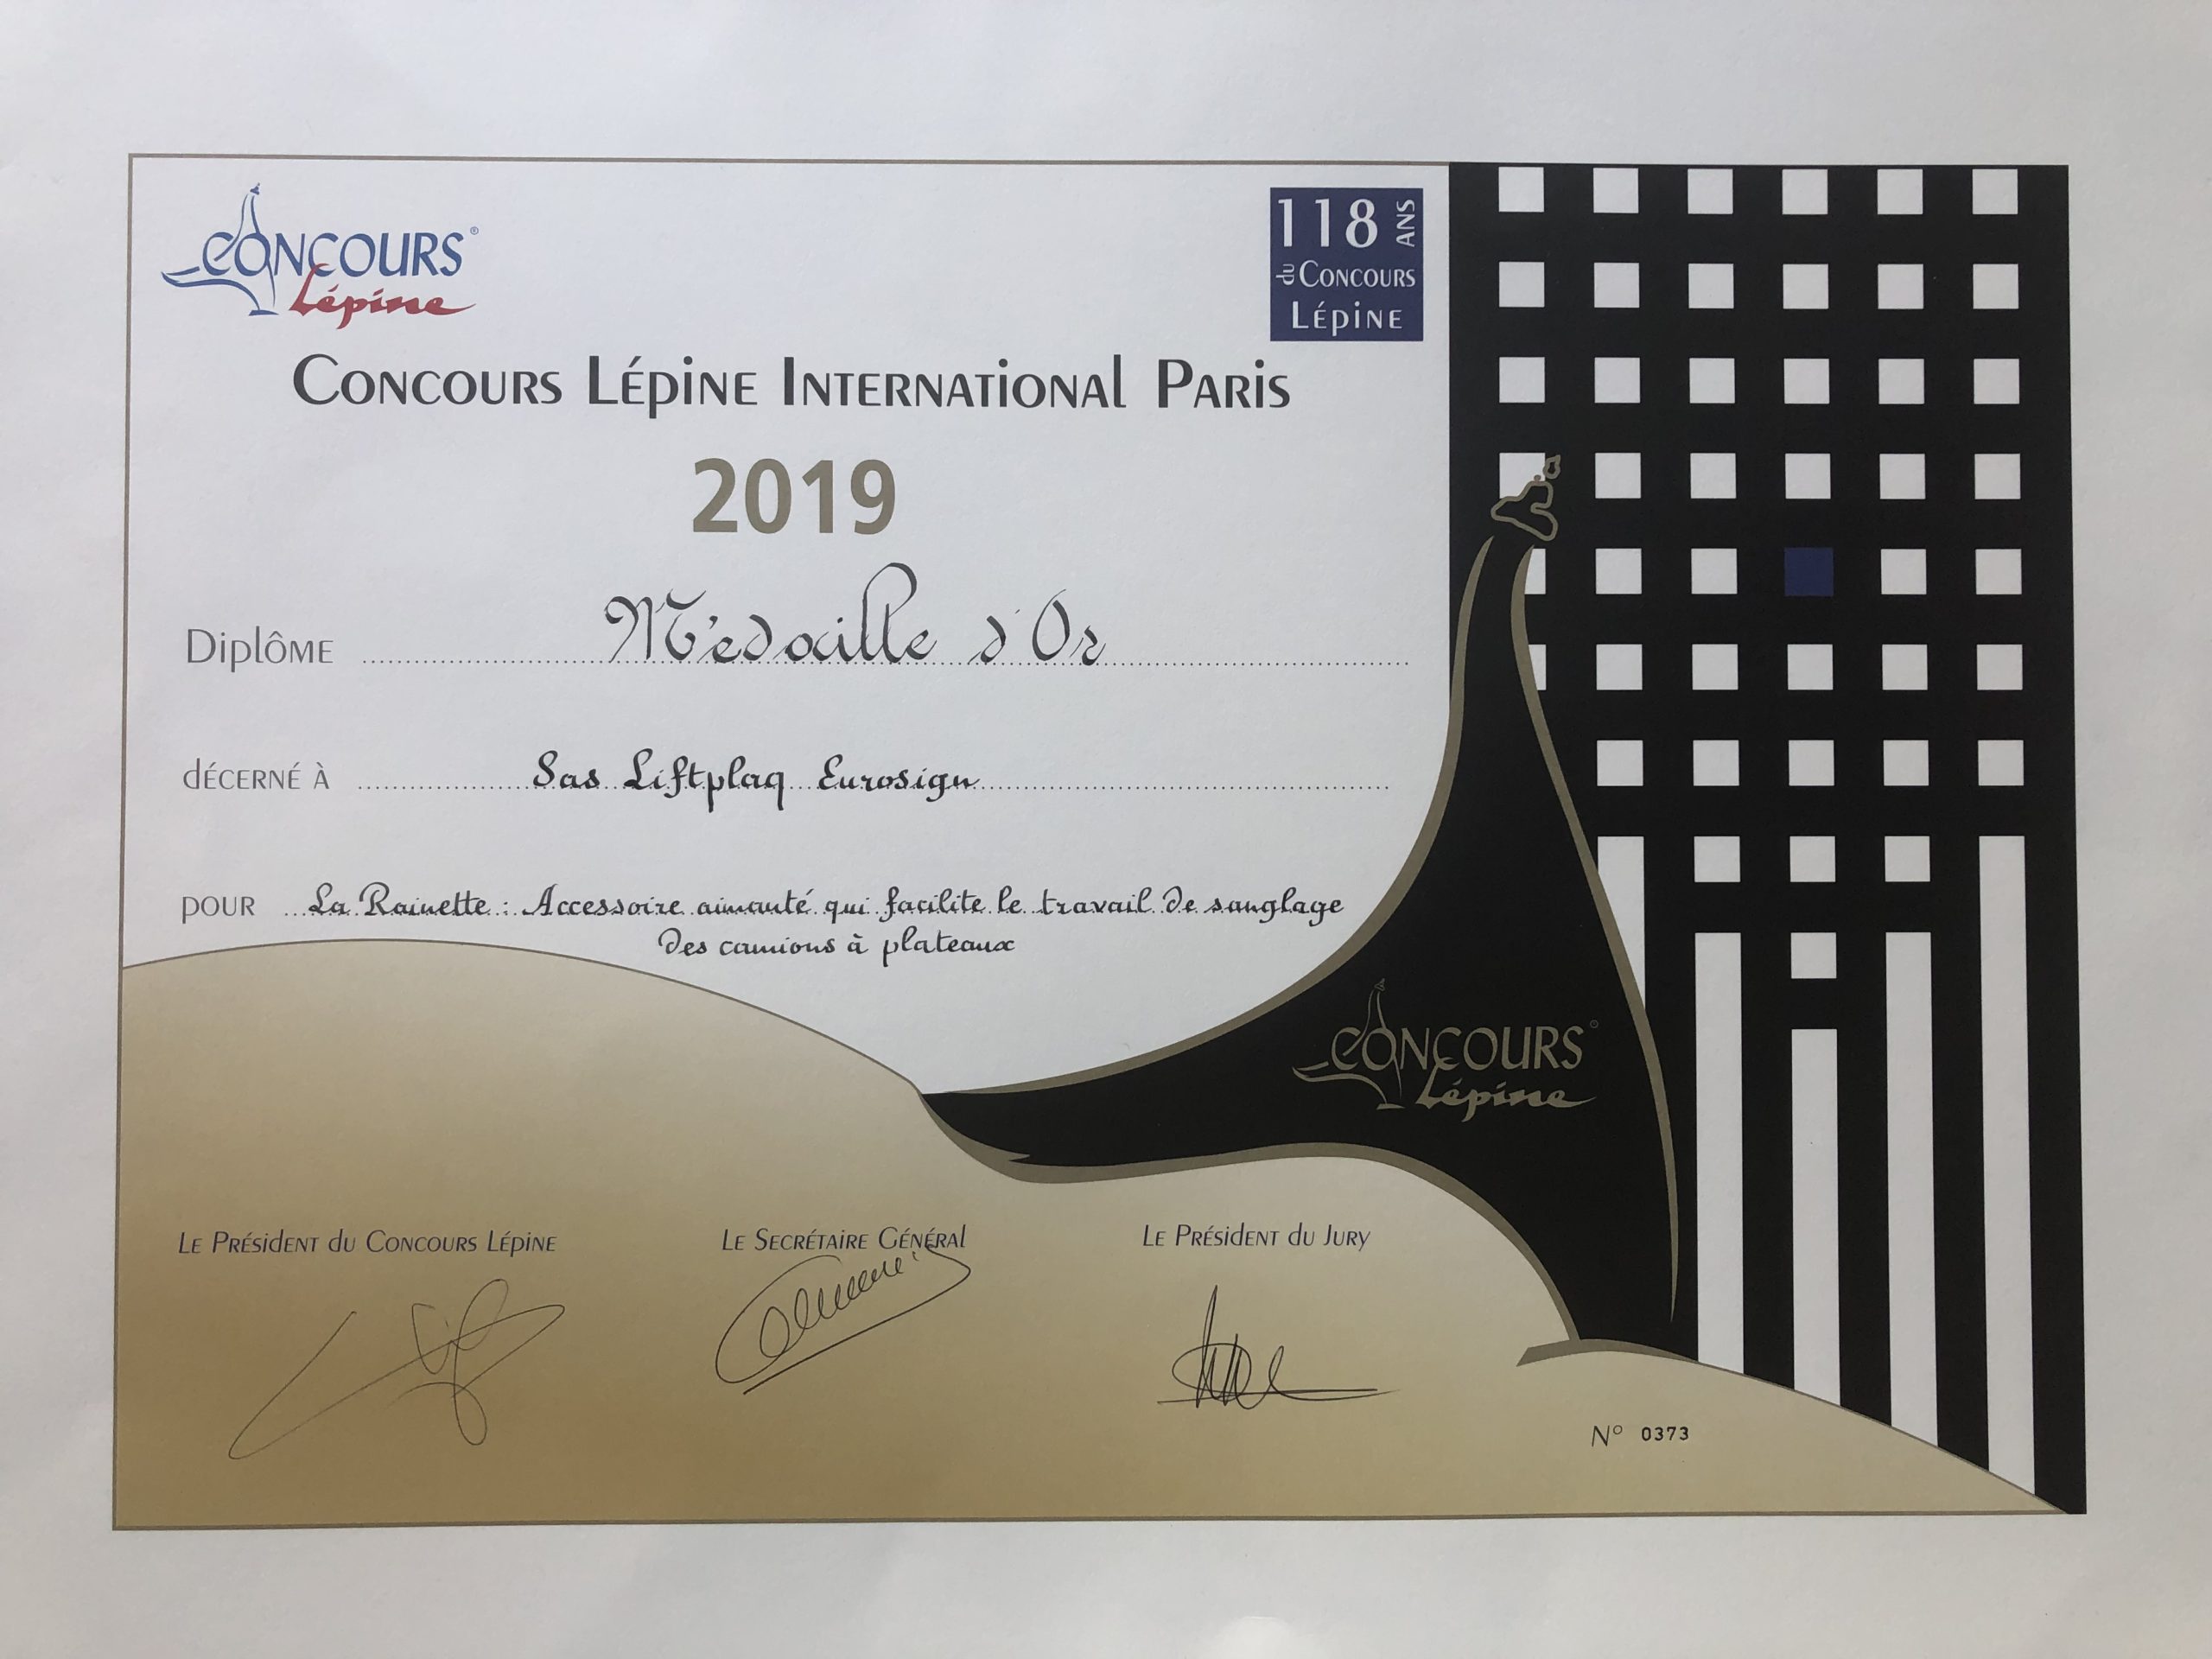 CONCOURS®
Lépine
118 ANS
du CONCOURS
LÉPINE
CONCOURS LÉPINE INTERNATIONAL PARIS
2019
DIPLÔME Médaille d'Or
DÉCERNÉ À Sas Liftplaq Eurosign
POUR La Rainette : Accessoire aimanté qui facilite le travail de sanglage
des camions à plateaux
CONCOURS®
Lépine
LE PRÉSIDENT du CONCOURS LÉPINE
LE SECRÉTAIRE GÉNÉRAL
LE PRÉSIDENT du JURY
N° 0373